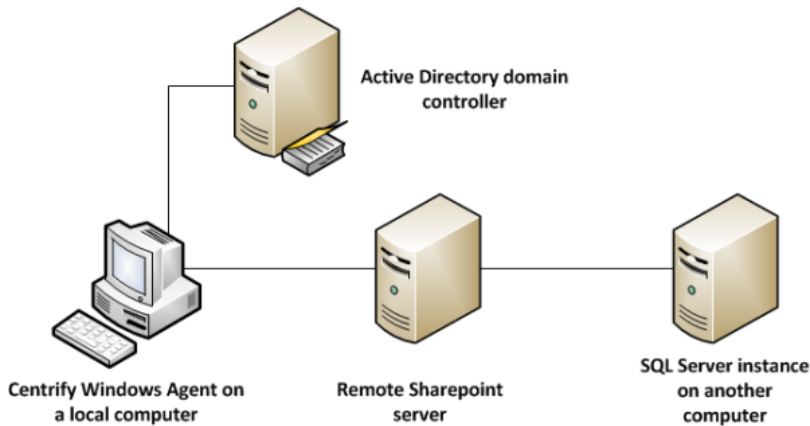 Active Directory domain
controller
Centrify Windows Agent on
a local computer
Remote Sharepoint
server
SQL Server instance
on another
computer